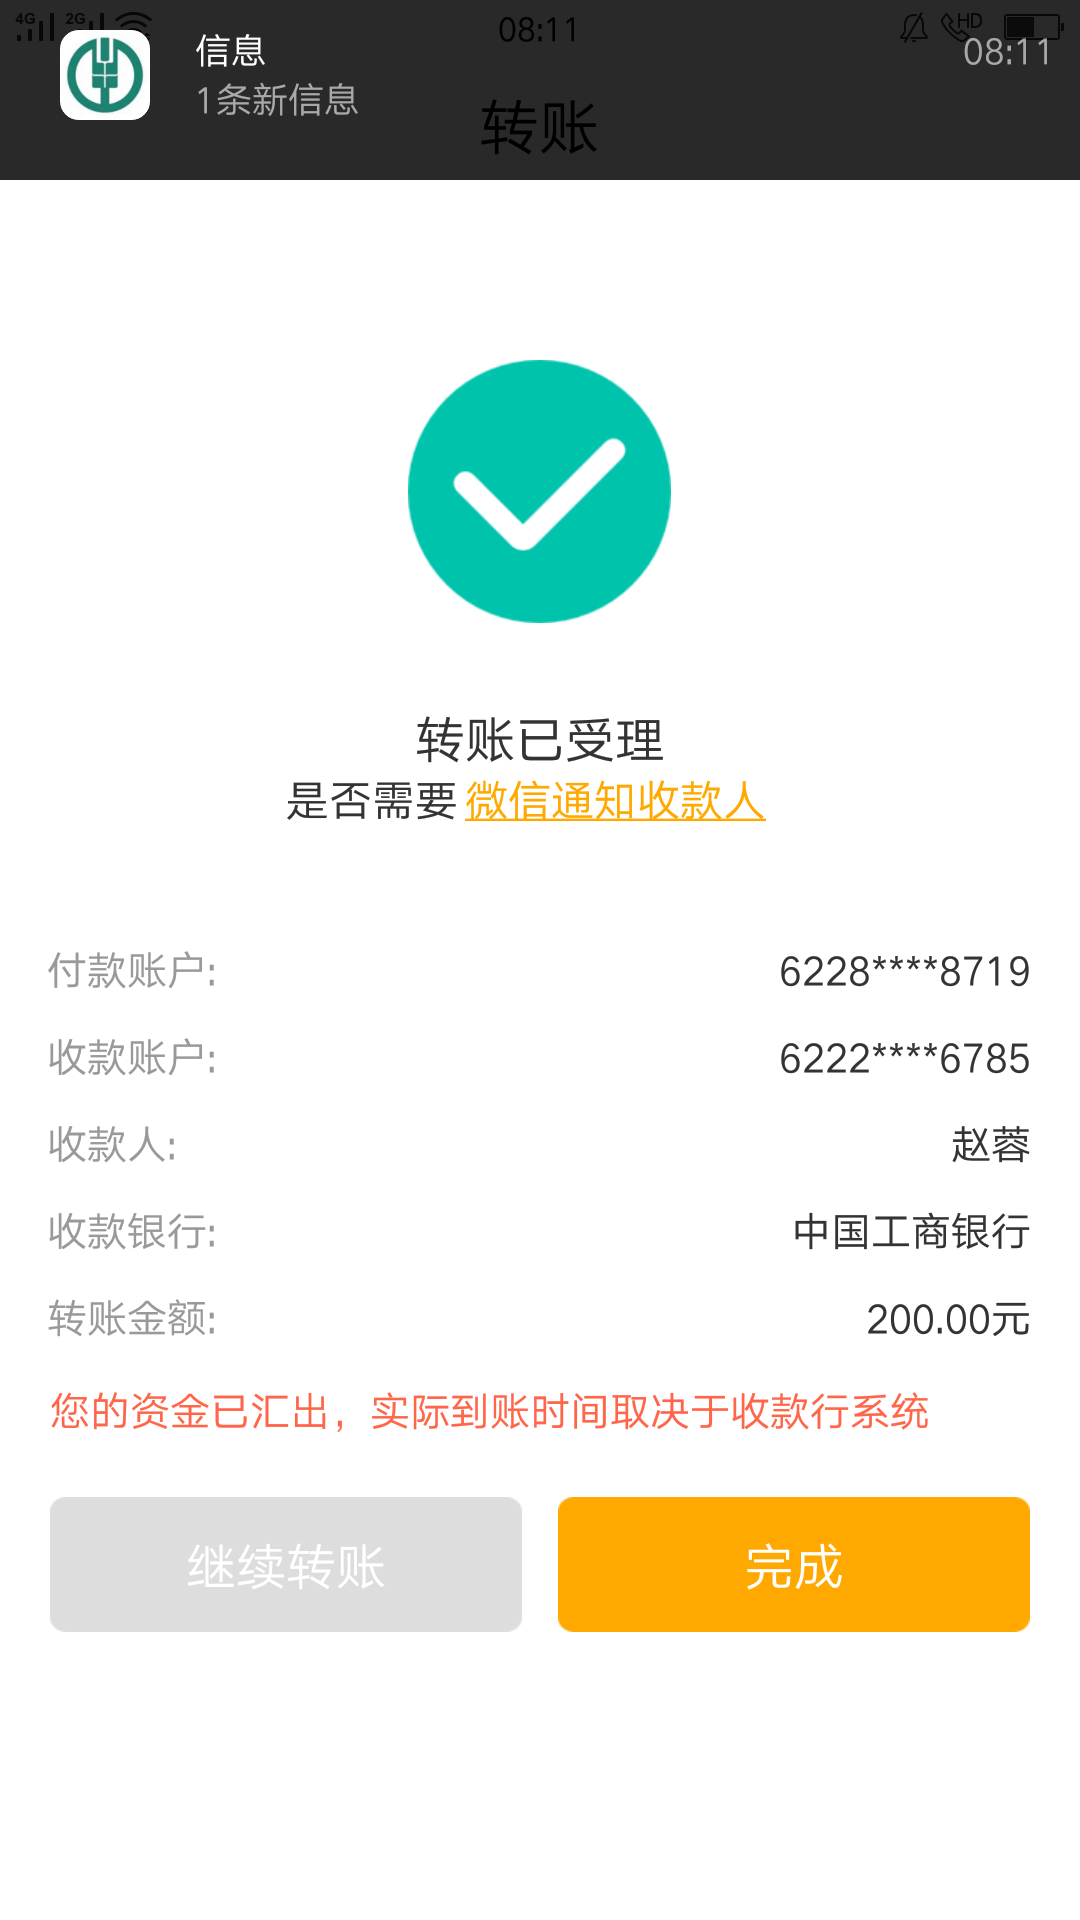 4G 2G 08:11 HD
信息 08:11
1条新信息
转账
转账已受理
是否需要 微信通知收款人
付款账户: 6228****8719
收款账户: 6222****6785
收款人: 赵蓉
收款银行: 中国工商银行
转账金额: 200.00元
您的资金已汇出，实际到账时间取决于收款行系统
继续转账 完成